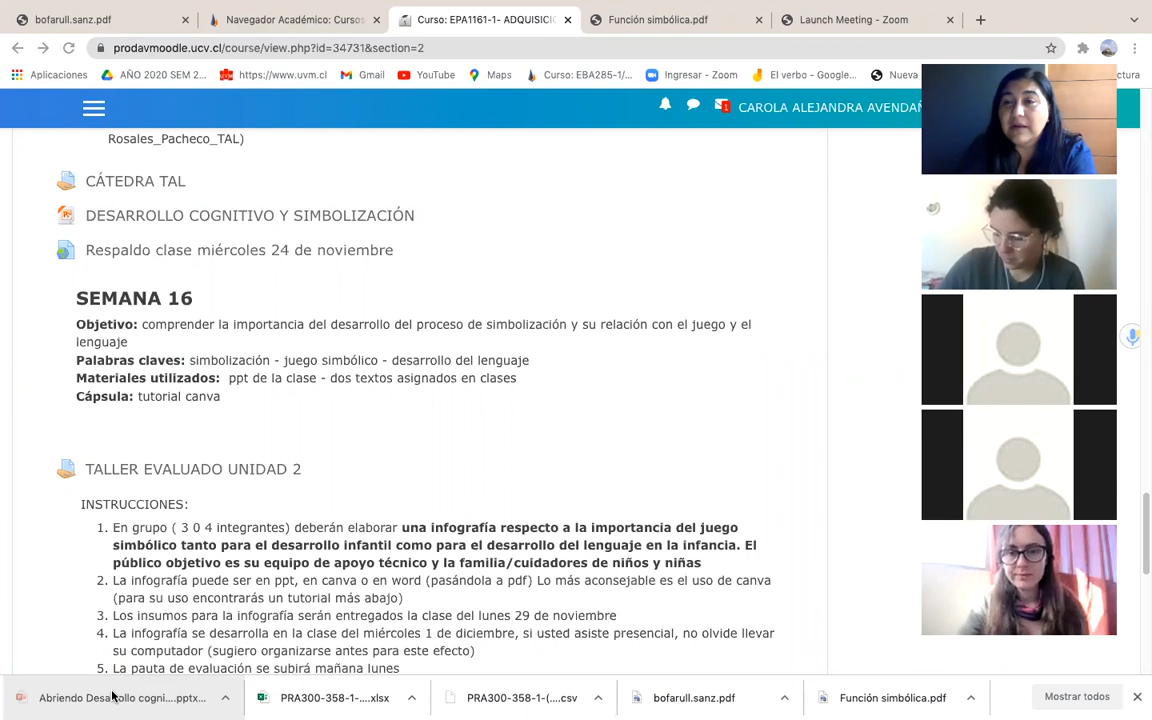 bofarull.sanz.pdf
Navegador Académico: Cursos
Curso: EPA1161-1- ADQUISICIÓ
Función simbólica.pdf
Launch Meeting - Zoom
prodavmoodle.ucv.cl/course/view.php?id=34731&section=2
Aplicaciones
AÑO 2020 SEM 2...
https://www.uvm.cl
Gmail
YouTube
Maps
Curso: EBA285-1/...
Ingresar - Zoom
El verbo - Google...
Nueva
ctura
1
CAROLA ALEJANDRA AVENDAÑ
Rosales_Pacheco_TAL)
CÁTEDRA TAL
DESARROLLO COGNITIVO Y SIMBOLIZACIÓN
Respaldo clase miércoles 24 de noviembre
SEMANA 16
Objetivo: comprender la importancia del desarrollo del proceso de simbolización y su relación con el juego y el
lenguaje
Palabras claves: simbolización - juego simbólico - desarrollo del lenguaje
Materiales utilizados: ppt de la clase - dos textos asignados en clases
Cápsula: tutorial canva
TALLER EVALUADO UNIDAD 2
INSTRUCCIONES:
1. En grupo ( 3 0 4 integrantes) deberán elaborar una infografía respecto a la importancia del juego
simbólico tanto para el desarrollo infantil como para el desarrollo del lenguaje en la infancia. El
público objetivo es su equipo de apoyo técnico y la familia/cuidadores de niños y niñas
2. La infografía puede ser en ppt, en canva o en word (pasándola a pdf) Lo más aconsejable es el uso de canva
(para su uso encontrarás un tutorial más abajo)
3. Los insumos para la infografía serán entregados la clase del lunes 29 de noviembre
4. La infografía se desarrolla en la clase del miércoles 1 de diciembre, si usted asiste presencial, no olvide llevar
su computador (sugiero organizarse antes para este efecto)
5. La pauta de evaluación se subirá mañana lunes
Abriendo Desarrollo cogni....pptx...
PRA300-358-1-...xlsx
PRA300-358-1-(....csv
bofarull.sanz.pdf
Función simbólica.pdf
Mostrar todos